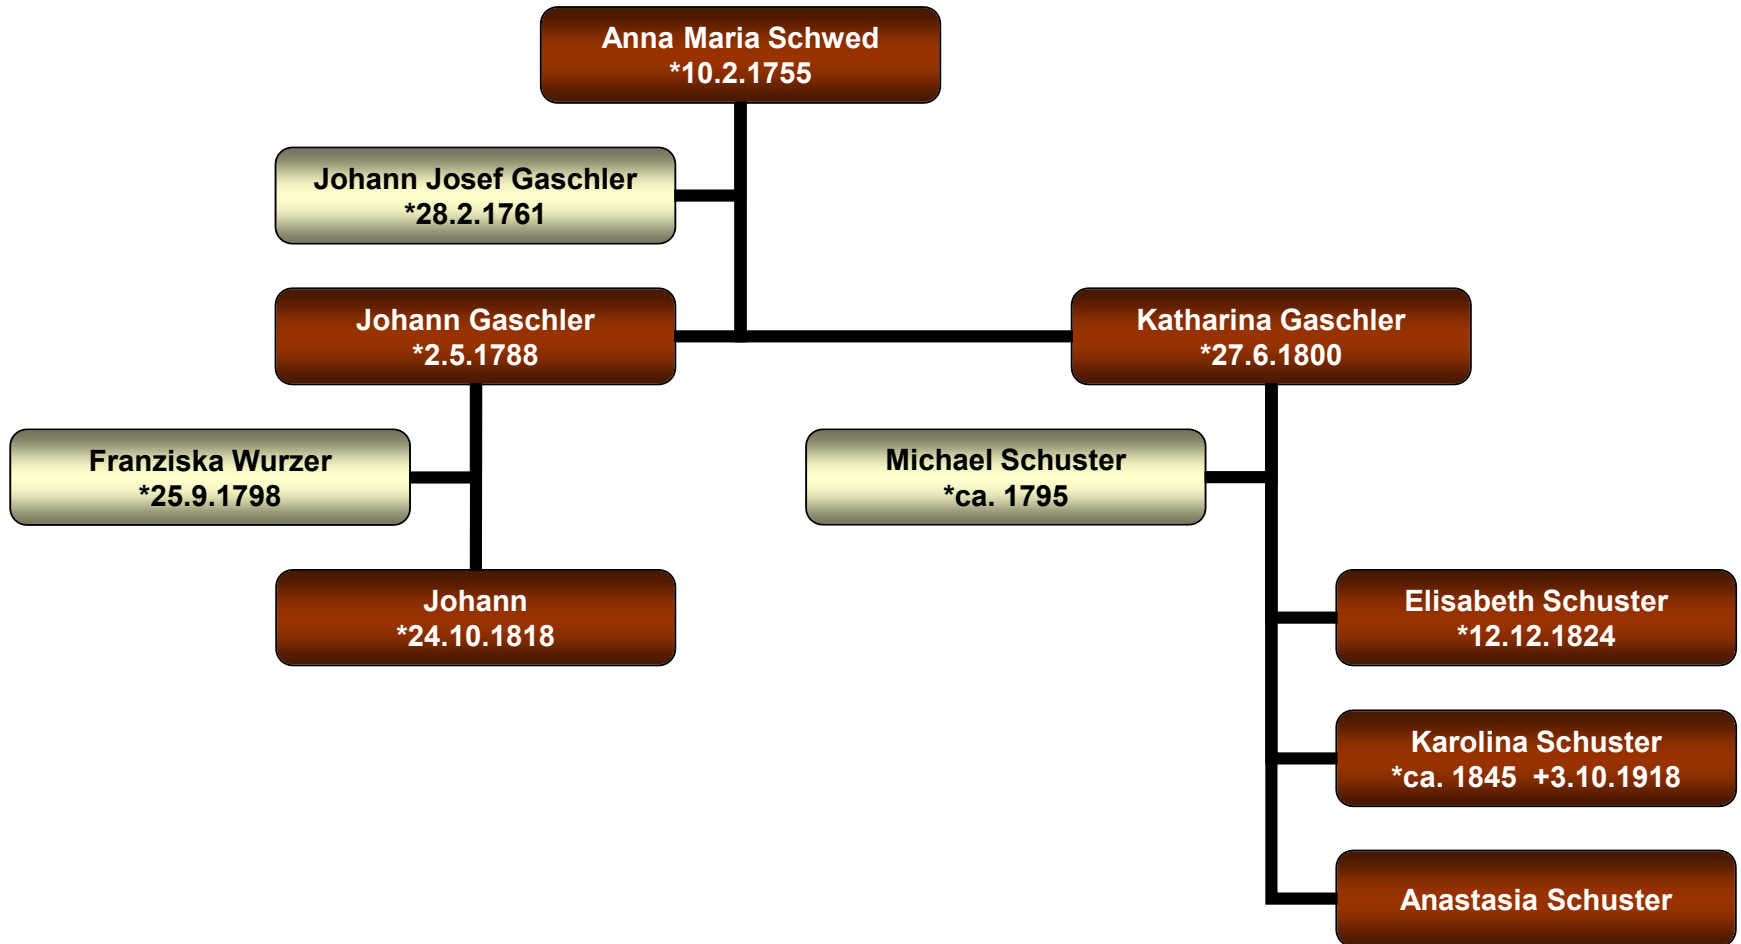 Anna Maria Schwed
*10.2.1755
Johann Josef Gaschler
*28.2.1761
Johann Gaschler
*2.5.1788
Katharina Gaschler
*27.6.1800
Franziska Wurzer
*25.9.1798
Michael Schuster
*ca. 1795
Johann
*24.10.1818
Elisabeth Schuster
*12.12.1824
Karolina Schuster
*ca. 1845  +3.10.1918
Anastasia Schuster